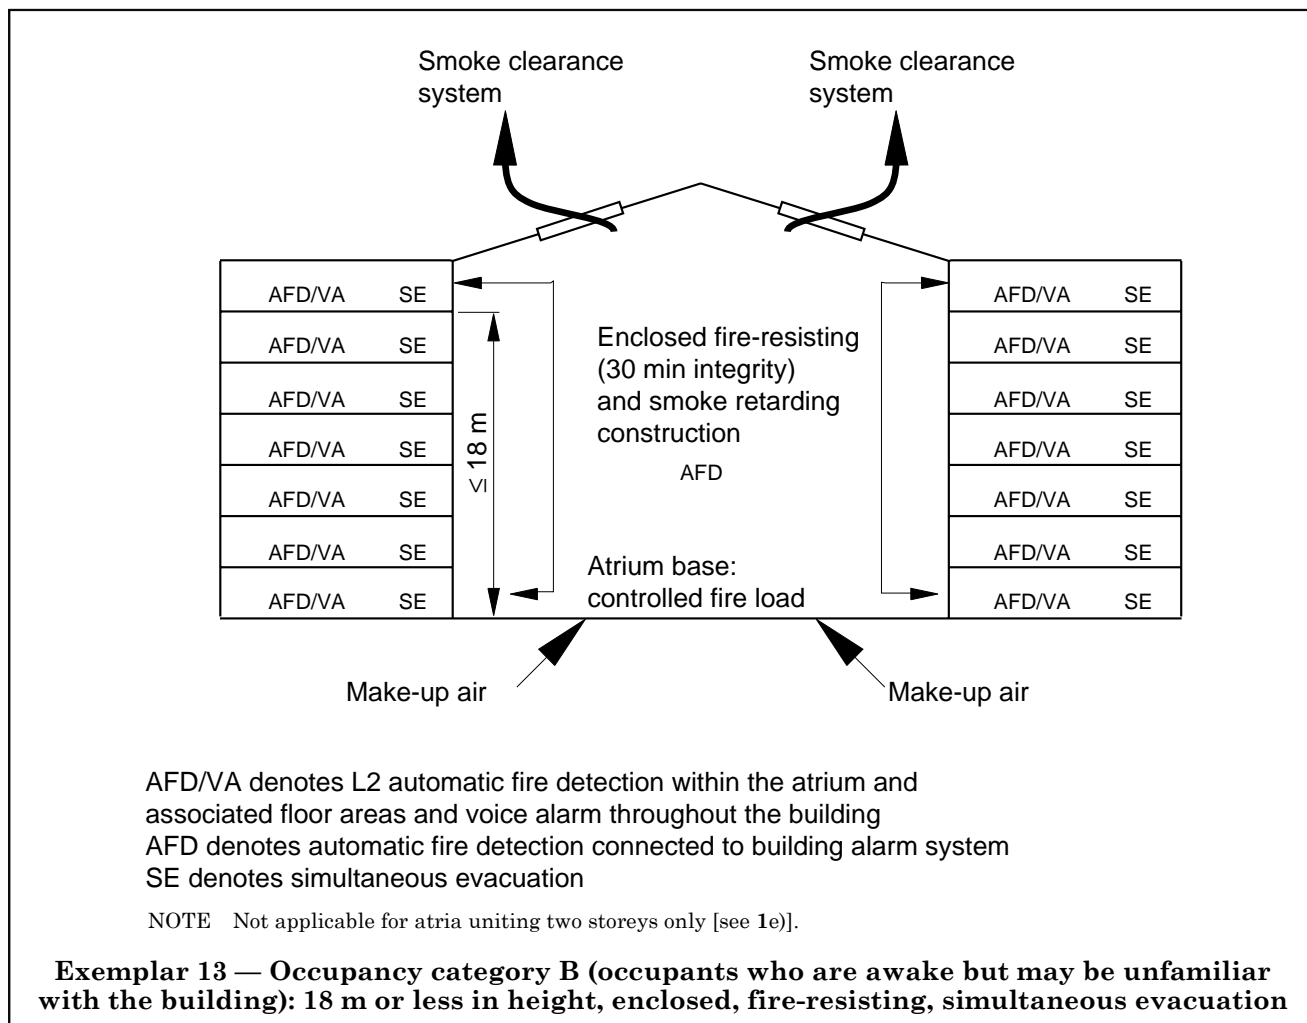 Smoke clearance
system
Smoke clearance
system
AFD/VA SE
AFD/VA SE
AFD/VA SE
AFD/VA SE
AFD/VA SE
AFD/VA SE
AFD/VA SE
≤ 18 m
Enclosed fire-resisting
(30 min integrity)
and smoke retarding
construction
AFD
Atrium base:
controlled fire load
AFD/VA SE
AFD/VA SE
AFD/VA SE
AFD/VA SE
AFD/VA SE
AFD/VA SE
AFD/VA SE
Make-up air
Make-up air
AFD/VA denotes L2 automatic fire detection within the atrium and
associated floor areas and voice alarm throughout the building
AFD denotes automatic fire detection connected to building alarm system
SE denotes simultaneous evacuation
NOTE Not applicable for atria uniting two storeys only [see 1e)].
Exemplar 13 — Occupancy category B (occupants who are awake but may be unfamiliar
with the building): 18 m or less in height, enclosed, fire-resisting, simultaneous evacuation